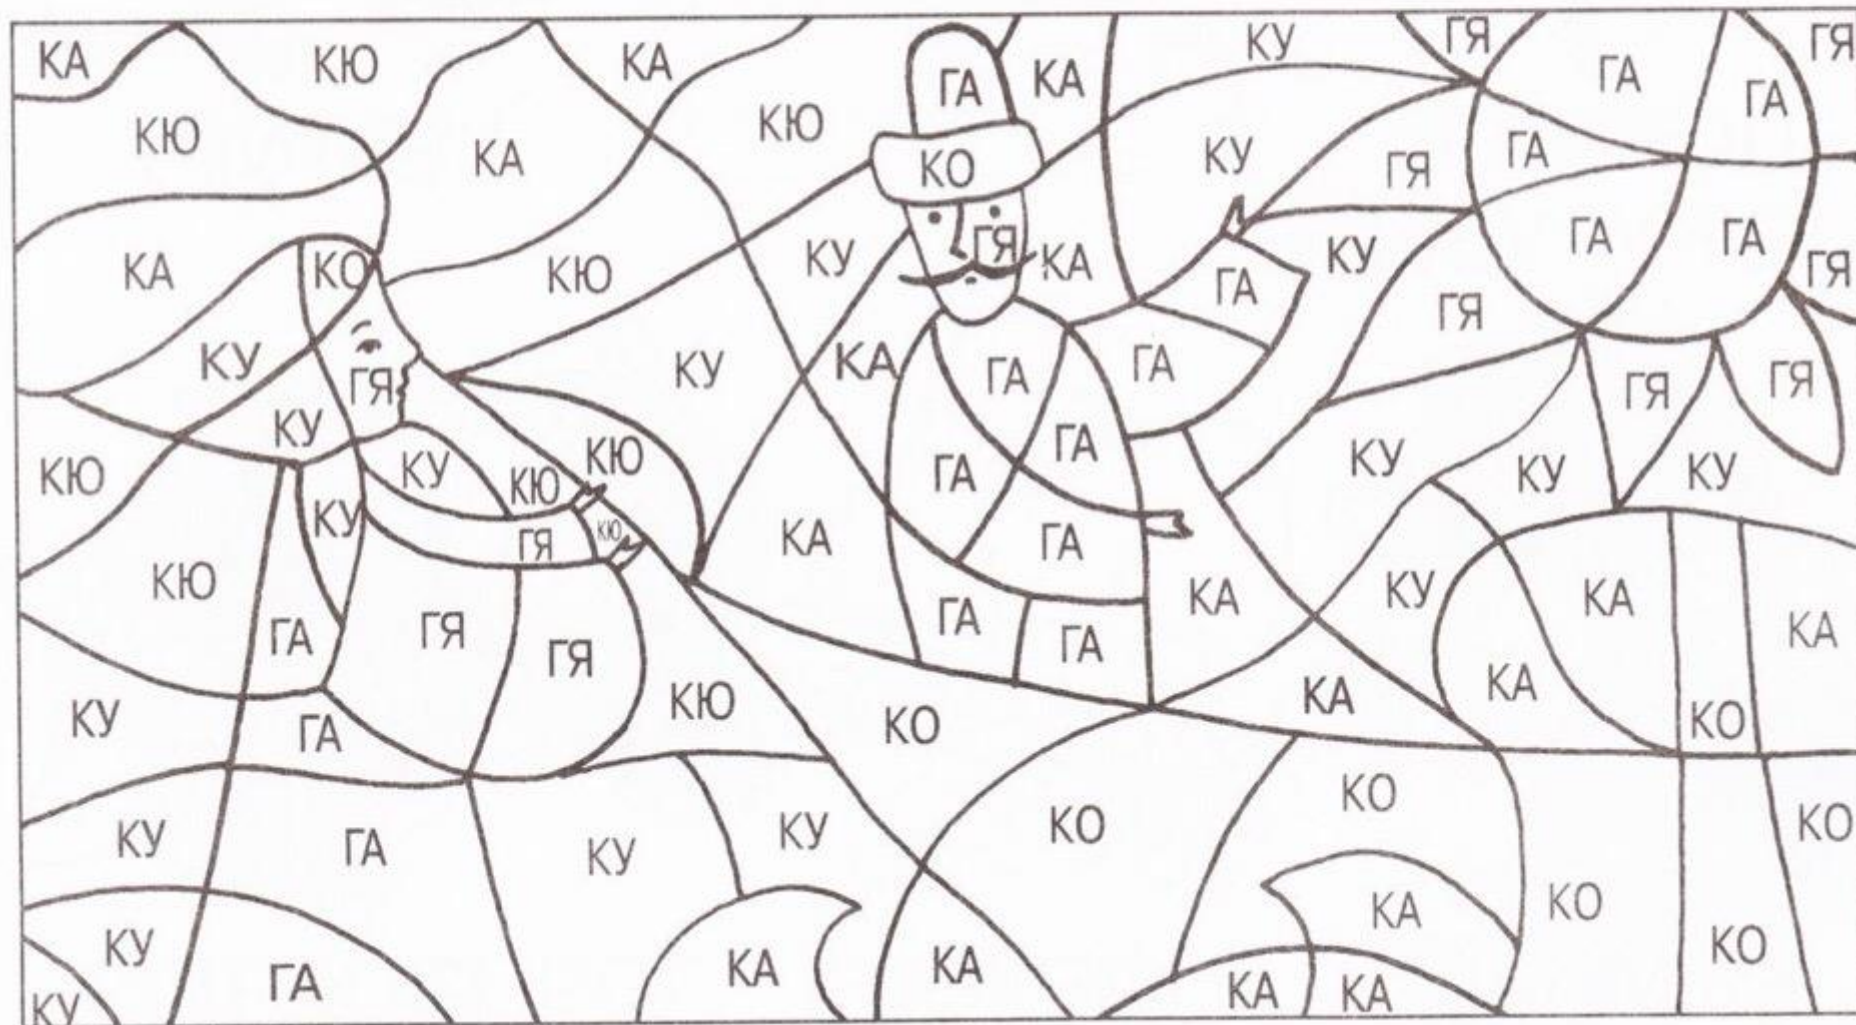 КА КЮ КА ГА КА КУ ГЯ ГА ГА ГЯ
КЮ КА КЮ КО КУ ГЯ ГА
КА КО КЮ КУ ГЯ КА ГА КУ ГЯ ГА ГА ГЯ
КУ ГЯ КУ КА ГА ГА ГЯ ГЯ
КЮ КУ КУ КЮ КЮ ГА ГА КУ КУ КУ
КУ ГЯ КЮ КА ГА
КЮ ГА ГЯ ГЯ ГА ГА КА КУ КА КА
КУ ГА КЮ КО КА КА КО
КУ ГА КУ КУ КО КО КО
КУ ГА КА КА КА КО КО
КУ КА КА